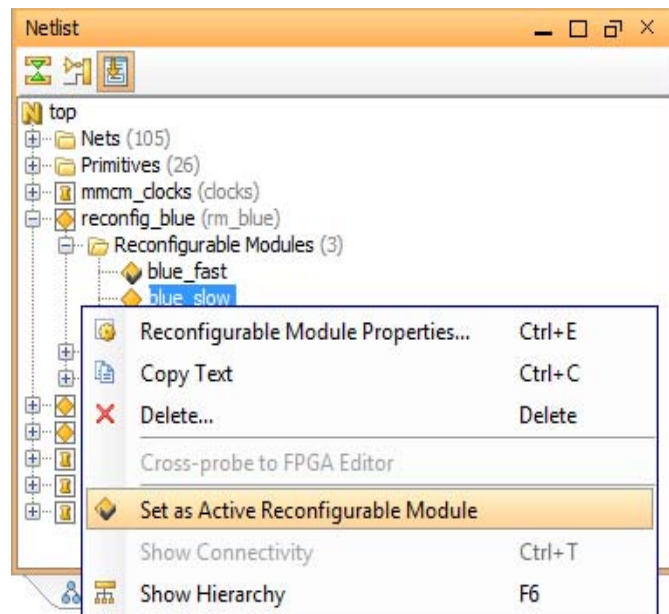 Netlist
top
Nets (105)
Primitives (26)
mmcm_clocks (clocks)
reconfig_blue (rm_blue)
Reconfigurable Modules (3)
blue_fast
blue_slow
Reconfigurable Module Properties... Ctrl+E
Copy Text Ctrl+C
Delete... Delete
Cross-probe to FPGA Editor
Set as Active Reconfigurable Module
Show Connectivity Ctrl+T
Show Hierarchy F6